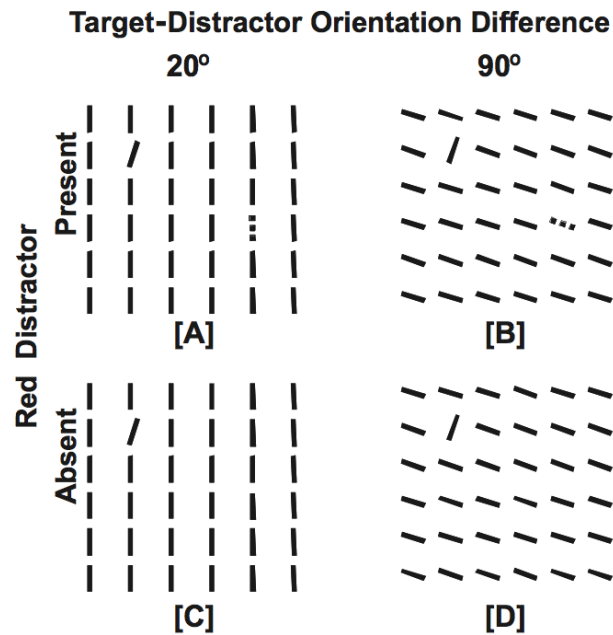 Target-Distractor Orientation Difference
20º
90º
Red Distractor
Present
[A]
[B]
Absent
[C]
[D]